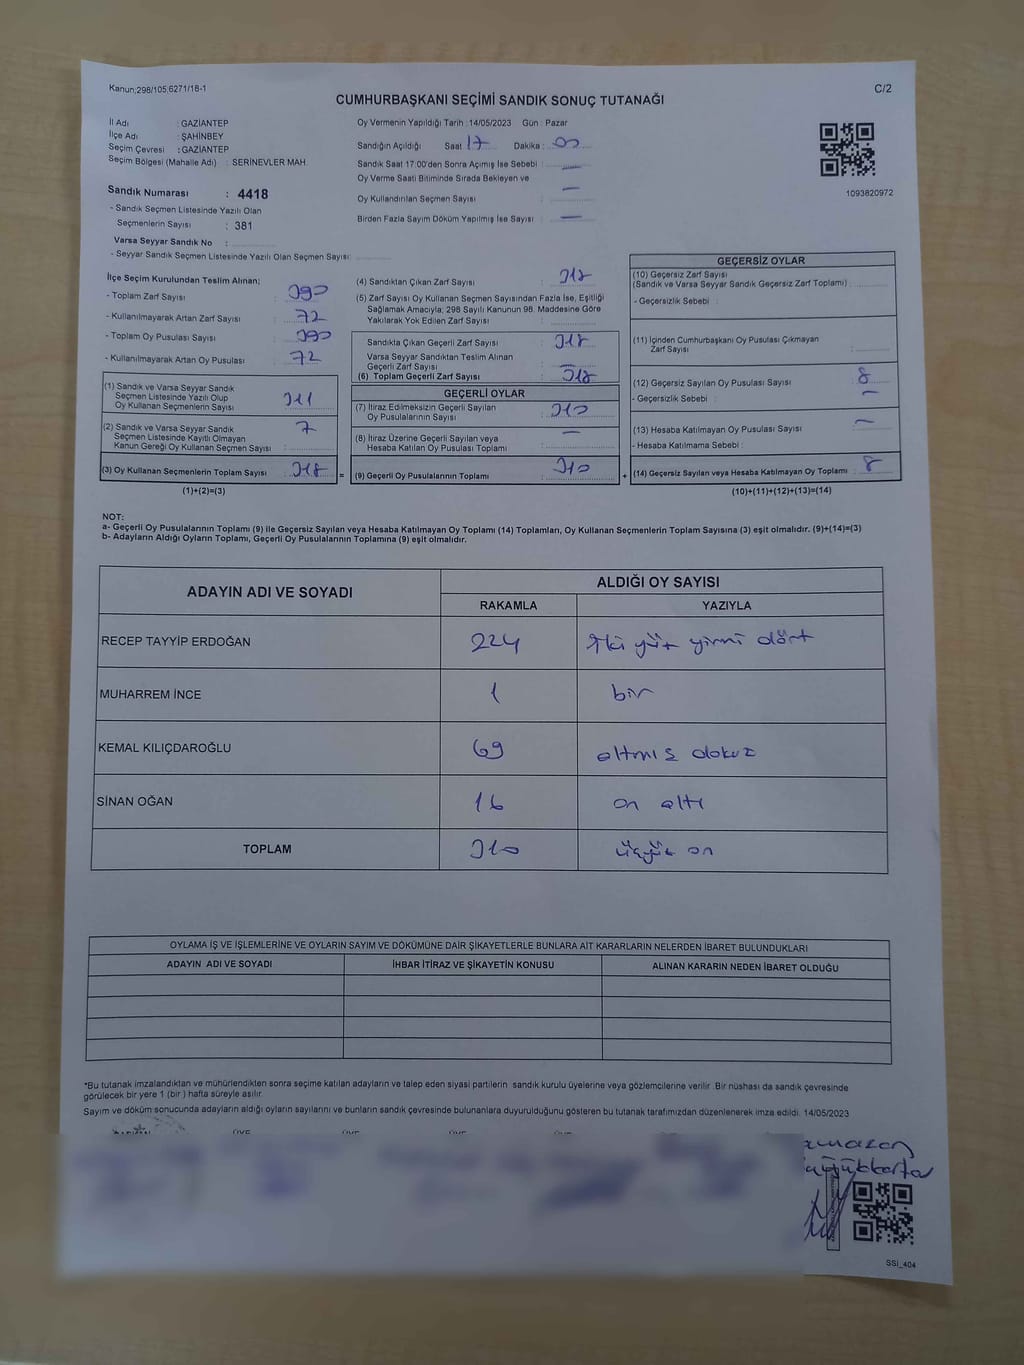 Kanun;298/105;6271/18-1
C/2
CUMHURBAŞKANI SEÇİMİ SANDIK SONUÇ TUTANAĞI
İl Adı : GAZİANTEP
İlçe Adı : ŞAHİNBEY
Seçim Çevresi : GAZİANTEP
Seçim Bölgesi (Mahalle Adı) : SERİNEVLER MAH.
Sandık Numarası : 4418
- Sandık Seçmen Listesinde Yazılı Olan
Seçmenlerin Sayısı : 381
Varsa Seyyar Sandık No :
- Seyyar Sandık Seçmen Listesinde Yazılı Olan Seçmen Sayısı:
Oy Vermenin Yapıldığı Tarih :14/05/2023 Gün : Pazar
Sandığın Açıldığı Saat : 17 Dakika : 00
Sandık Saat 17:00'den Sonra Açımış İse Sebebi : —
Oy Verme Saati Bitiminde Sırada Bekleyen ve
Oy Kullandırılan Seçmen Sayısı : —
Birden Fazla Sayım Döküm Yapılmış İse Sayısı : —
1093820972
İlçe Seçim Kurulundan Teslim Alınan;
- Toplam Zarf Sayısı : 390
- Kullanılmayarak Artan Zarf Sayısı : 72
- Toplam Oy Pusulası Sayısı : 390
- Kullanılmayarak Artan Oy Pusulası : 72
(1) Sandık ve Varsa Seyyar Sandık
Seçmen Listesinde Yazılı Olup
Oy Kullanan Seçmenlerin Sayısı : 311
(2) Sandık ve Varsa Seyyar Sandık
Seçmen Listesinde Kayıtlı Olmayan
Kanun Gereği Oy Kullanan Seçmen Sayısı : 7
(3) Oy Kullanan Seçmenlerin Toplam Sayısı : 318
(1)+(2)=(3)
(4) Sandıktan Çıkan Zarf Sayısı : 318
(5) Zarf Sayısı Oy Kullanan Seçmen Sayısından Fazla İse, Eşitliği
Sağlamak Amacıyla; 298 Sayılı Kanunun 98. Maddesine Göre
Yakılarak Yok Edilen Zarf Sayısı :
Sandıkla Çıkan Geçerli Zarf Sayısı : 318
Varsa Seyyar Sandıktan Teslim Alınan
Geçerli Zarf Sayısı : —
(6) Toplam Geçerli Zarf Sayısı : 318
GEÇERLİ OYLAR
(7) İtiraz Edilmeksizin Geçerli Sayılan
Oy Pusulalarının Sayısı : 310
(8) İtiraz Üzerine Geçerli Sayılan veya
Hesaba Katılan Oy Pusulası Toplamı : —
= (9) Geçerli Oy Pusulalarının Toplamı : 310 +
GEÇERSİZ OYLAR
(10) Geçersiz Zarf Sayısı
(Sandık ve Varsa Seyyar Sandık Geçersiz Zarf Toplamı) :
- Geçersizlik Sebebi :
(11) İçinden Cumhurbaşkanı Oy Pusulası Çıkmayan
Zarf Sayısı :
(12) Geçersiz Sayılan Oy Pusulası Sayısı : 8
- Geçersizlik Sebebi : —
(13) Hesaba Katılmayan Oy Pusulası Sayısı : —
- Hesaba Katılmama Sebebi :
(14) Geçersiz Sayılan veya Hesaba Katılmayan Oy Toplamı : 8
(10)+(11)+(12)+(13)=(14)
NOT:
a- Geçerli Oy Pusulalarının Toplamı (9) ile Geçersiz Sayılan veya Hesaba Katılmayan Oy Toplamı (14) Toplamları, Oy Kullanan Seçmenlerin Toplam Sayısına (3) eşit olmalıdır. (9)+(14)=(3)
b- Adayların Aldığı Oyların Toplamı, Geçerli Oy Pusulalarının Toplamına (9) eşit olmalıdır.
ADAYIN ADI VE SOYADI
ALDIĞI OY SAYISI
RAKAMLA YAZIYLA
RECEP TAYYİP ERDOĞAN 224 iki yüz yirmi dört
MUHARREM İNCE 1 bir
KEMAL KILIÇDAROĞLU 69 altmış dokuz
SİNAN OĞAN 16 on altı
TOPLAM 310 üçyüz on
OYLAMA İŞ VE İŞLEMLERİNE VE OYLARIN SAYIM VE DÖKÜMÜNE DAİR ŞİKAYETLERLE BUNLARA AİT KARARLARIN NELERDEN İBARET BULUNDUKLARI
ADAYIN ADI VE SOYADI İHBAR İTİRAZ VE ŞİKAYETİN KONUSU ALINAN KARARIN NEDEN İBARET OLDUĞU
*Bu tutanak imzalandıktan ve mühürlendikten sonra seçime katılan adayların ve talep eden siyasi partilerin sandık kurulu üyelerine veya gözlemcilerine verilir. Bir nüshası da sandık çevresinde
görülecek bir yere 1 (bir ) hafta süreyle asılır.
Sayım ve döküm sonucunda adayların aldığı oyların sayılarını ve bunların sandık çevresinde bulunanlara duyurulduğunu gösteren bu tutanak tarafımızdan düzenlenerek imza edildi. 14/05/2023
ÜYE ÜYE ÜYE ÜYE
SSİ_404